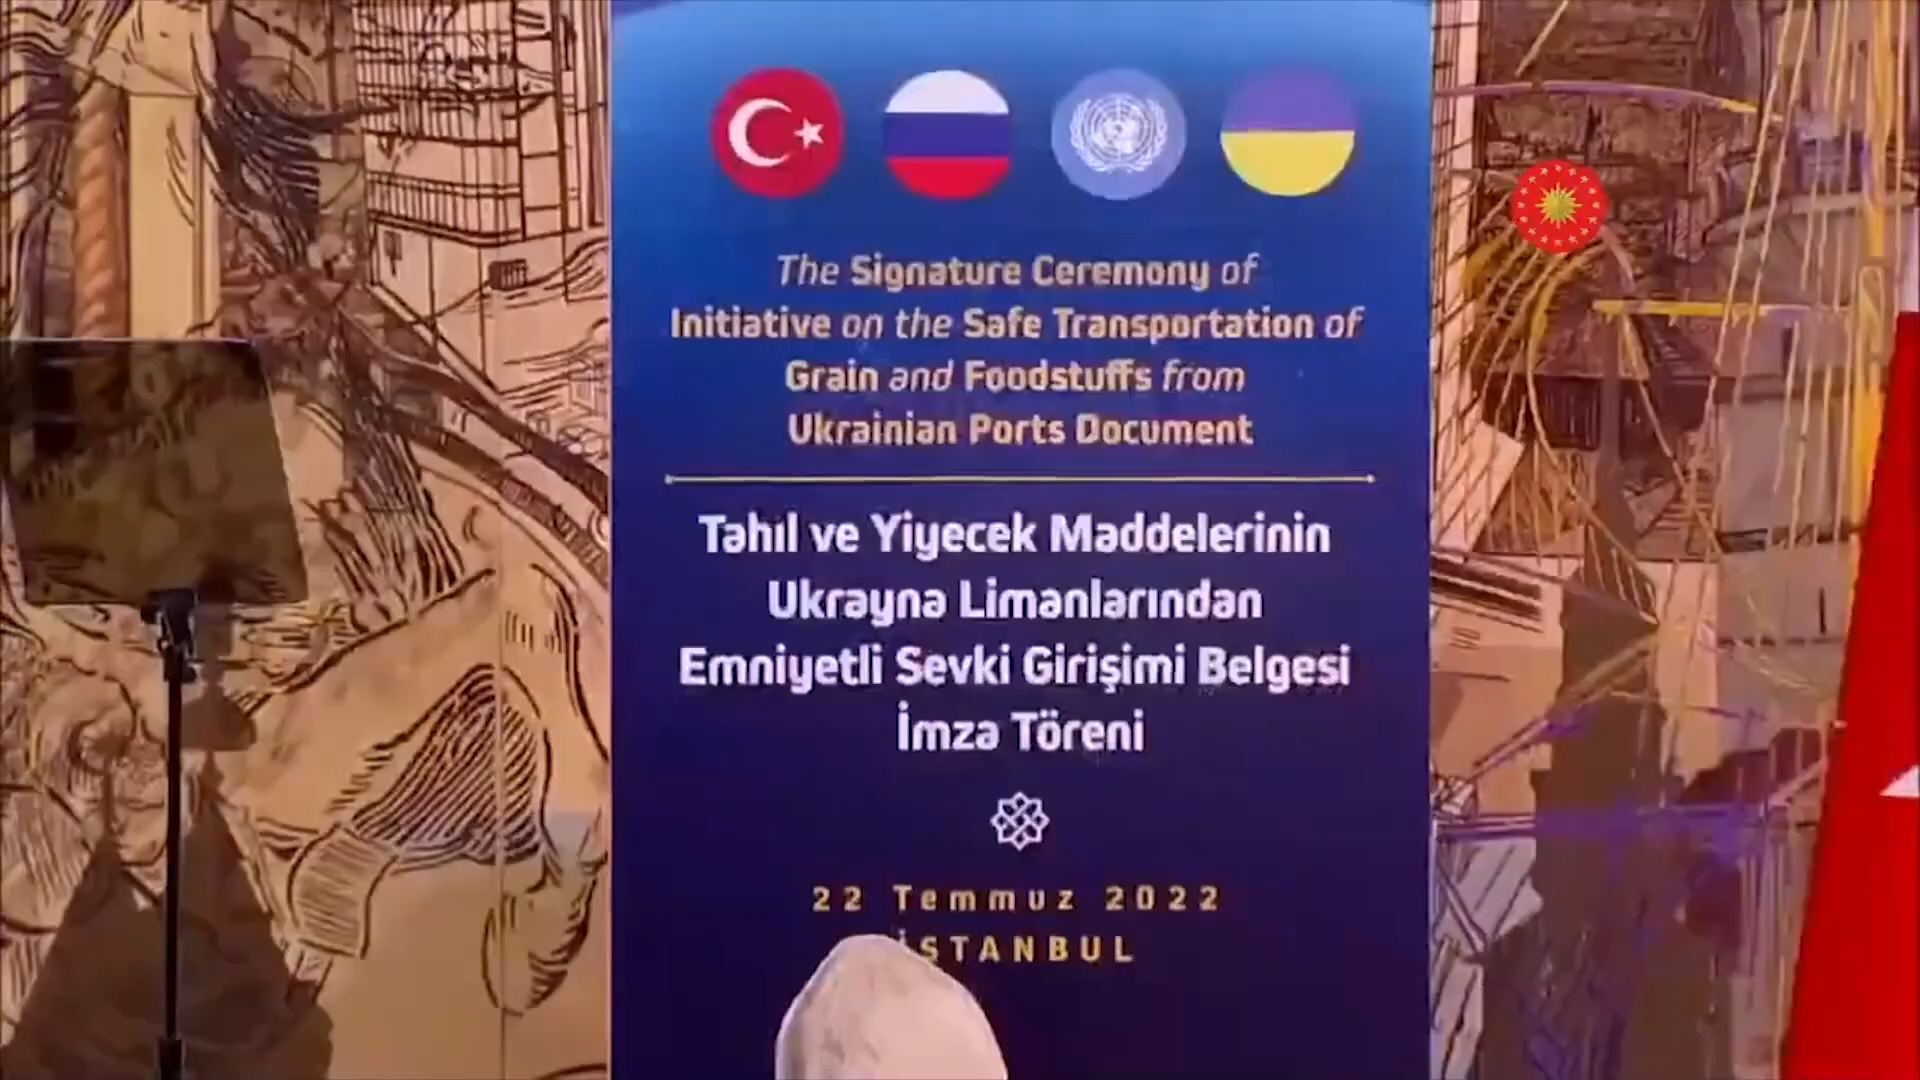 The Signature Ceremony of
Initiative on the Safe Transportation of
Grain and Foodstuffs from
Ukrainian Ports Document
Tahıl ve Yiyecek Maddelerinin
Ukrayna Limanlarından
Emniyetli Sevki Girişimi Belgesi
İmza Töreni
22 Temmuz 2022
İSTANBUL